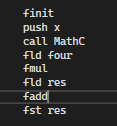 finit
push x
call MathC
fld four
fmul
fld res
fadd
fst res